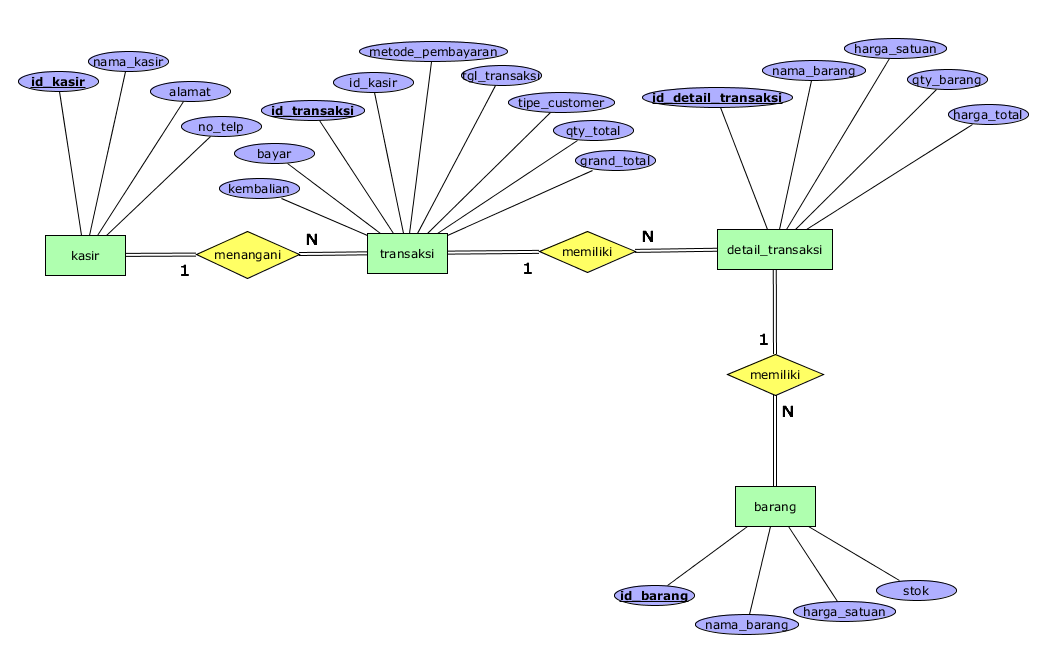 id_kasir
nama_kasir
alamat
no_telp
kasir
1
menangani
N
kembalian
bayar
id_transaksi
id_kasir
metode_pembayaran
tgl_transaksi
tipe_customer
qty_total
grand_total
transaksi
1
memiliki
N
id_detail_transaksi
nama_barang
harga_satuan
qty_barang
harga_total
detail_transaksi
1
memiliki
N
barang
id_barang
nama_barang
harga_satuan
stok